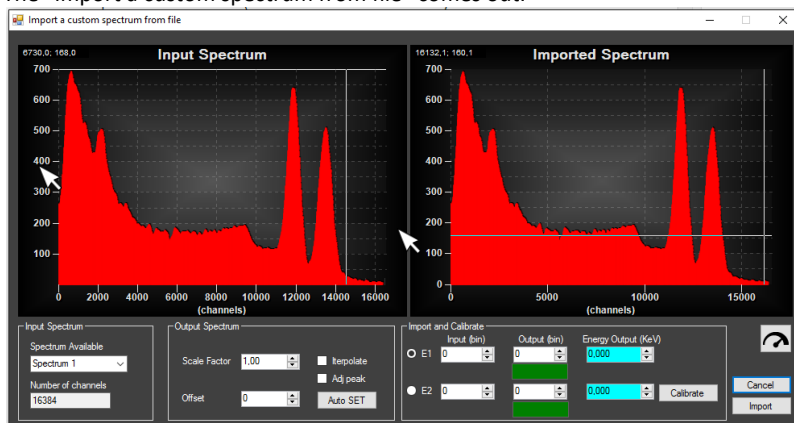 The "Import a custom spectrum from file" comes out.
Import a custom spectrum from file
6730,0; 168,0
Input Spectrum
700
600
500
400
300
200
100
0 2000 4000 6000 8000 10000 12000 14000 16000
(channels)
16132,1; 160,1
Imported Spectrum
700
600
500
400
300
200
100
0
0 5000 10000 15000
(channels)
Input Spectrum
Spectrum Available
Spectrum 1
Number of channels
16384
Output Spectrum
Scale Factor 1,00 Iterpolate
Adj peak
Offset 0 Auto SET
Import and Calibrate
Input (bin) Output (bin) Energy Output (KeV)
E1 0 0 0,000
E2 0 0 0,000 Calibrate
Cancel
Import